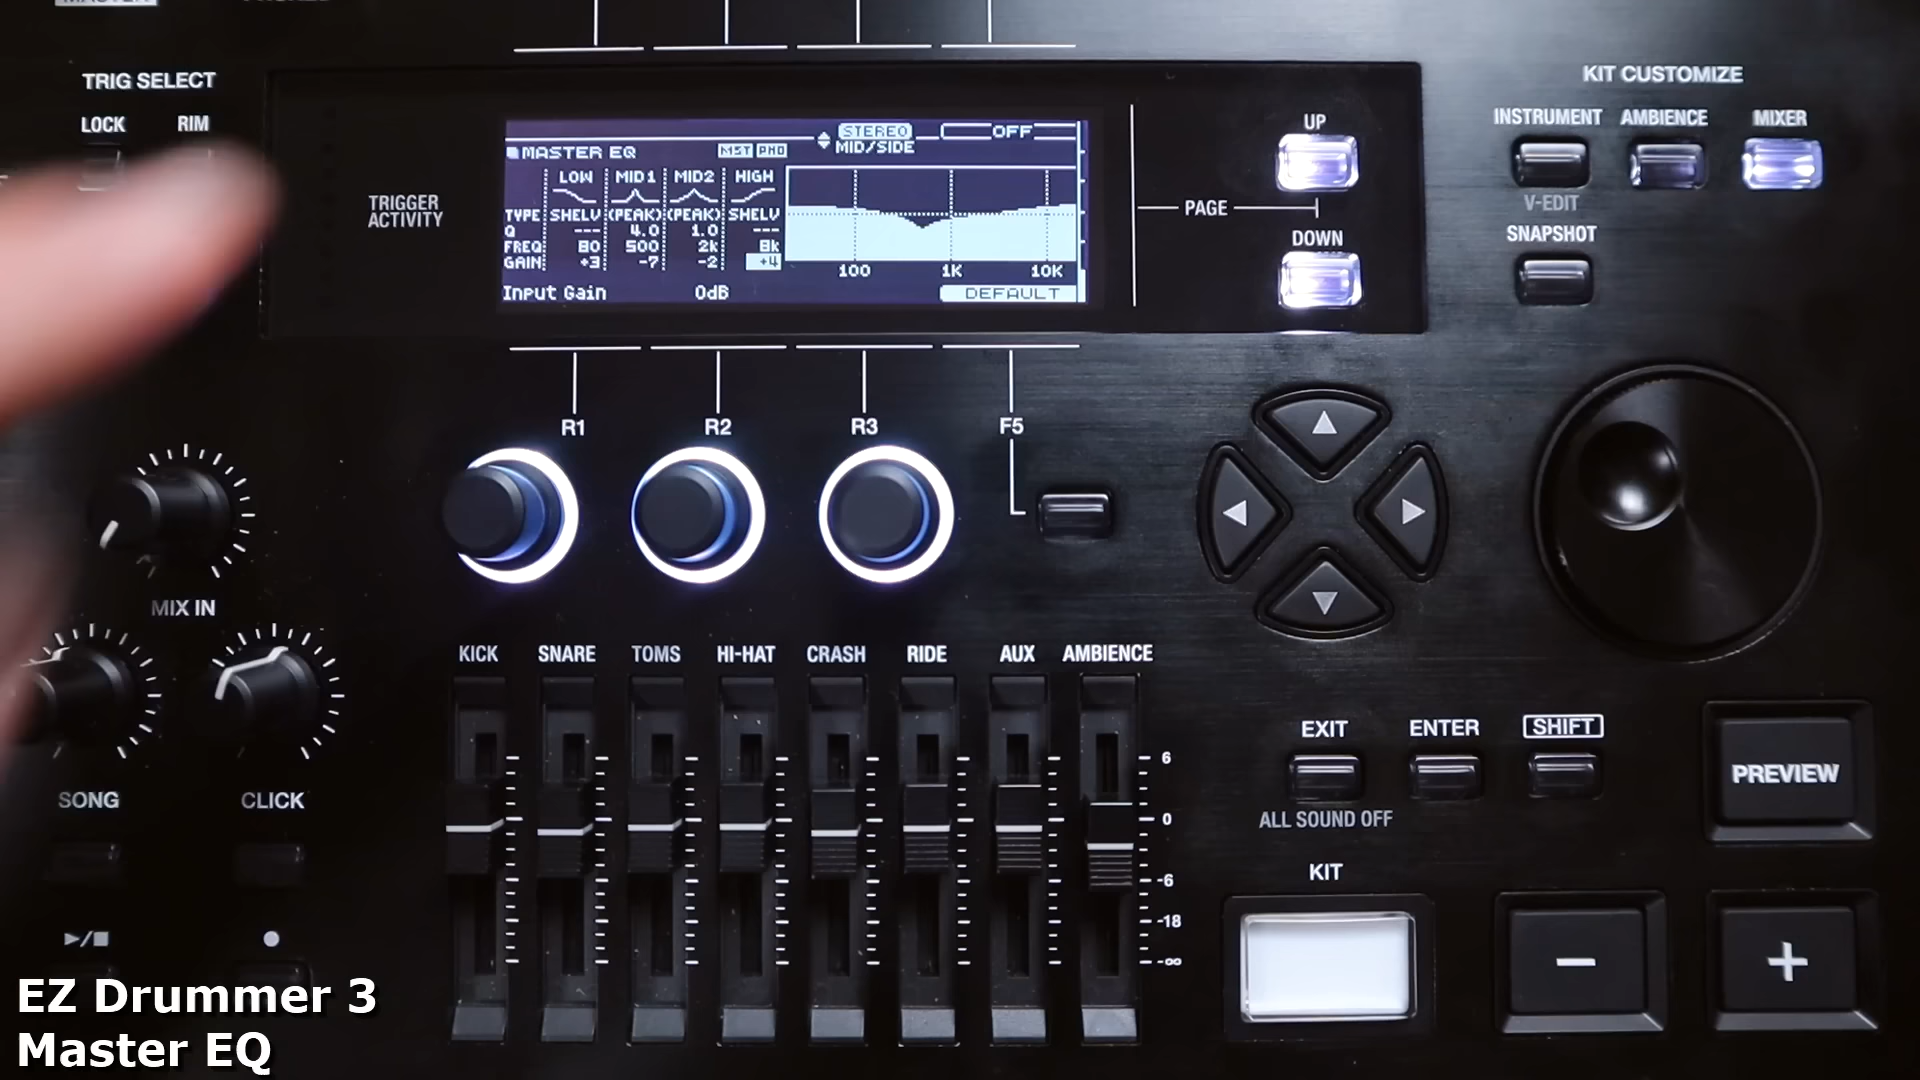 MASTER
PHONES
TRIG SELECT
LOCK RIM
TRIGGER
ACTIVITY
STEREO OFF
MASTER EQ MST PHO MID/SIDE
LOW MID1 MID2 HIGH
TYPE SHELV (PEAK) (PEAK) SHELV
Q --- 4.0 1.0 ---
FREQ 80 500 2k 8k
GAIN +3 -7 -2 +4
100 1K 10K
Input Gain 0dB DEFAULT
UP
PAGE
DOWN
KIT CUSTOMIZE
INSTRUMENT AMBIENCE MIXER
V-EDIT
SNAPSHOT
R1 R2 R3 F5
MIX IN
SONG CLICK
KICK SNARE TOMS HI-HAT CRASH RIDE AUX AMBIENCE
6
0
-6
-18
-∞
EXIT ENTER SHIFT
ALL SOUND OFF
PREVIEW
KIT
- +
EZ Drummer 3
Master EQ